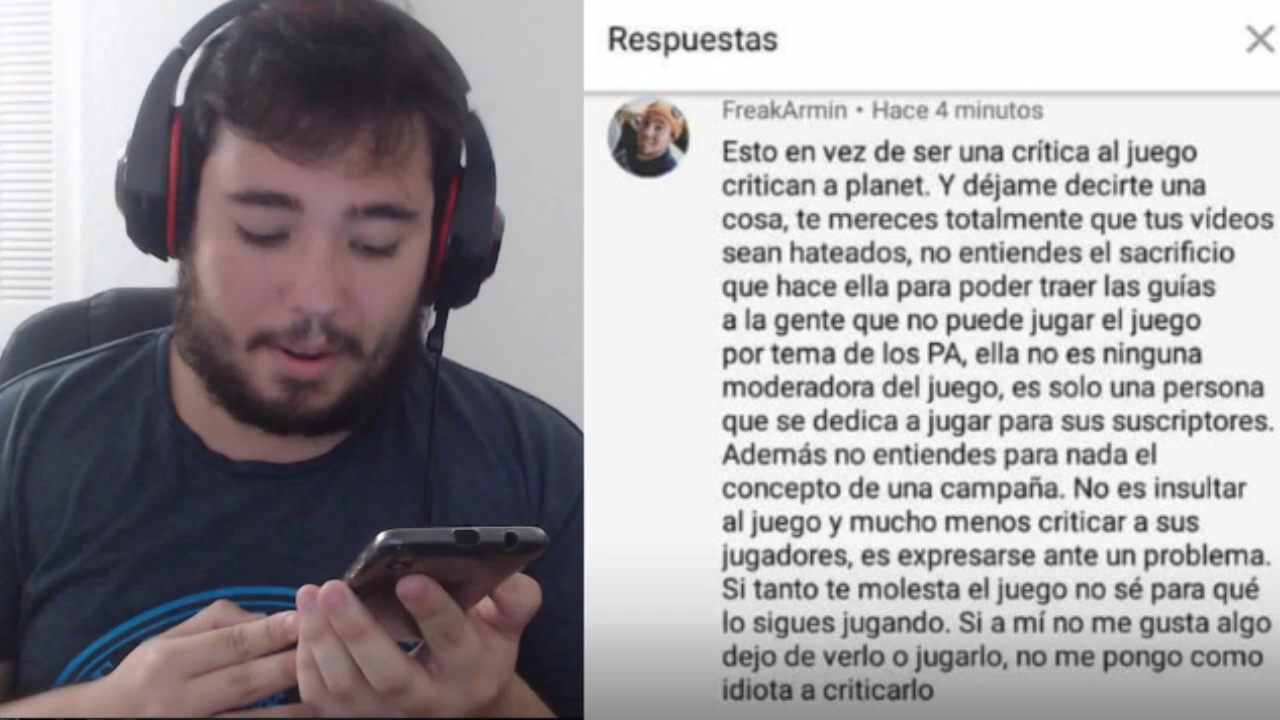 Respuestas
FreakArmin • Hace 4 minutos
Esto en vez de ser una crítica al juego
critican a planet. Y déjame decirte una
cosa, te mereces totalmente que tus vídeos
sean hateados, no entiendes el sacrificio
que hace ella para poder traer las guías
a la gente que no puede jugar el juego
por tema de los PA, ella no es ninguna
moderadora del juego, es solo una persona
que se dedica a jugar para sus suscriptores.
Además no entiendes para nada el
concepto de una campaña. No es insultar
al juego y mucho menos criticar a sus
jugadores, es expresarse ante un problema.
Si tanto te molesta el juego no sé para qué
lo sigues jugando. Si a mí no me gusta algo
dejo de verlo o jugarlo, no me pongo como
idiota a criticarlo